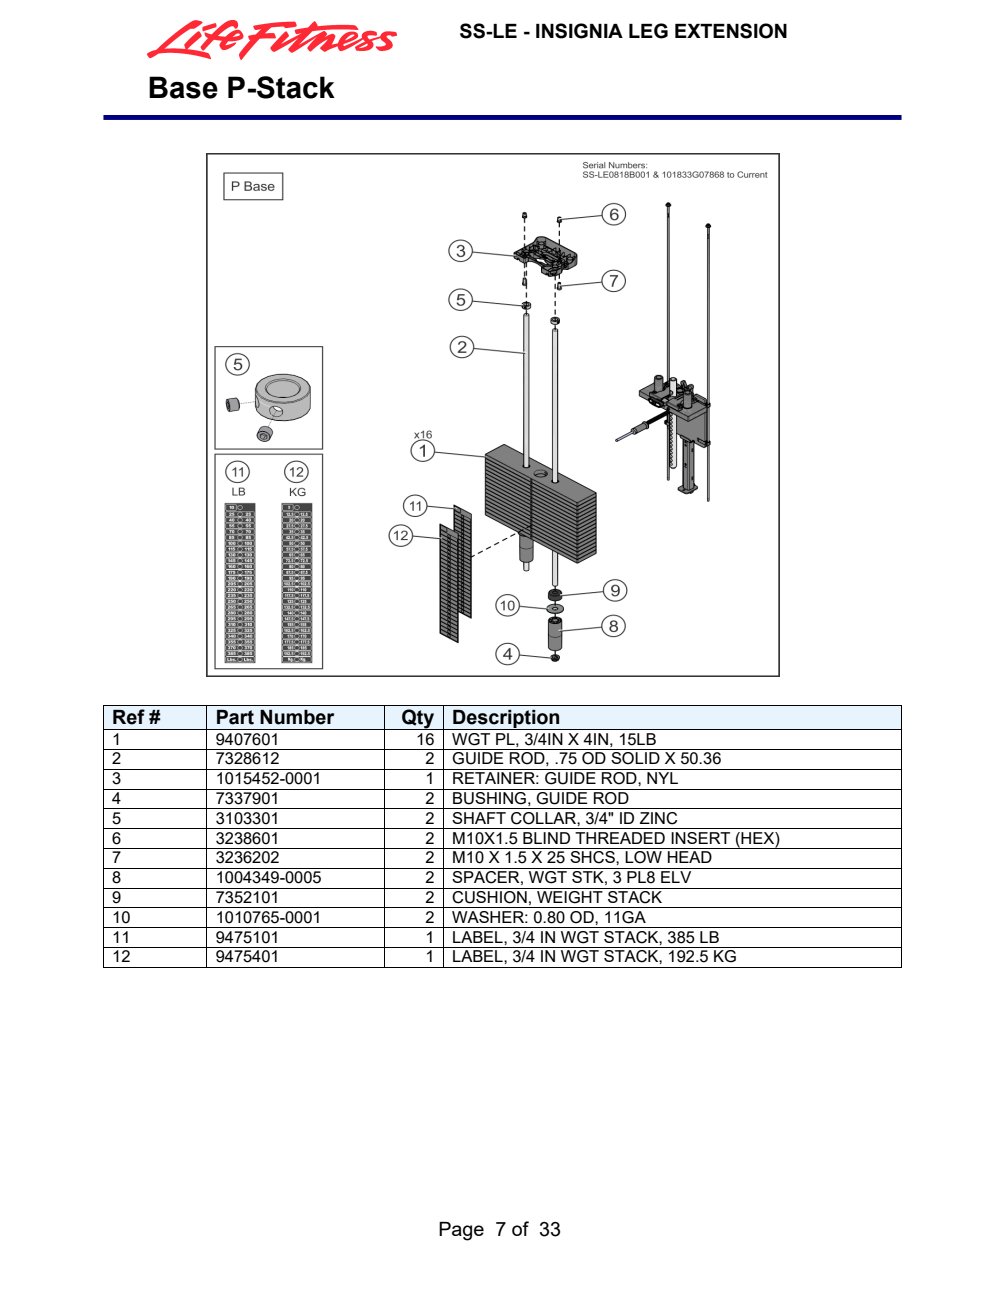 Life Fitness
SS-LE - INSIGNIA LEG EXTENSION
Base P-Stack
Serial Numbers:
SS-LE0818B001 & 101833G07868 to Current
P Base
6
3
7
5
2
5
x16
1
11
12
LB
KG
11
12
9
10
8
4
Ref # Part Number Qty Description
1 9407601 16 WGT PL, 3/4IN X 4IN, 15LB
2 7328612 2 GUIDE ROD, .75 OD SOLID X 50.36
3 1015452-0001 1 RETAINER: GUIDE ROD, NYL
4 7337901 2 BUSHING, GUIDE ROD
5 3103301 2 SHAFT COLLAR, 3/4" ID ZINC
6 3238601 2 M10X1.5 BLIND THREADED INSERT (HEX)
7 3236202 2 M10 X 1.5 X 25 SHCS, LOW HEAD
8 1004349-0005 2 SPACER, WGT STK, 3 PL8 ELV
9 7352101 2 CUSHION, WEIGHT STACK
10 1010765-0001 2 WASHER: 0.80 OD, 11GA
11 9475101 1 LABEL, 3/4 IN WGT STACK, 385 LB
12 9475401 1 LABEL, 3/4 IN WGT STACK, 192.5 KG
Page 7 of 33